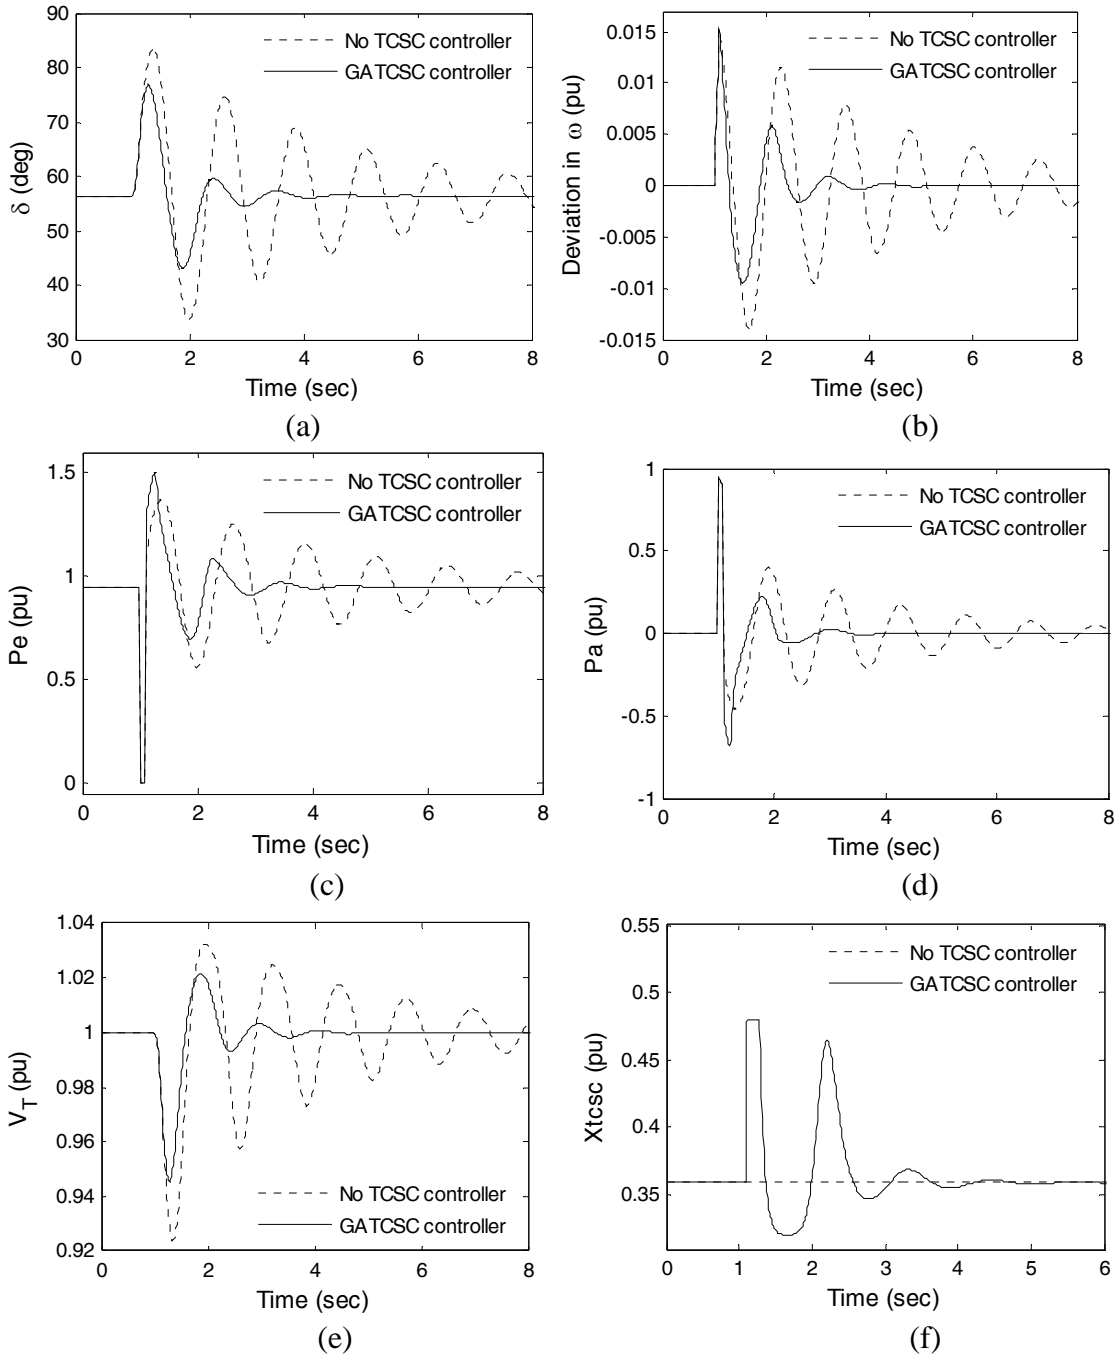 90
80
70
60
50
40
30
δ (deg)
No TCSC controller
GATCSC controller
0 2 4 6 8
Time (sec)
(a)
0.015
0.01
0.005
0
-0.005
-0.01
-0.015
Deviation in ω (pu)
No TCSC controller
GATCSC controller
0 2 4 6 8
Time (sec)
(b)
1.5
1
0.5
0
Pe (pu)
No TCSC controller
GATCSC controller
0 2 4 6 8
Time (sec)
(c)
1
0.5
0
-0.5
-1
Pa (pu)
No TCSC controller
GATCSC controller
0 2 4 6 8
Time (sec)
(d)
1.04
1.02
1
0.98
0.96
0.94
0.92
V_T (pu)
No TCSC controller
GATCSC controller
0 2 4 6 8
Time (sec)
(e)
0.55
0.5
0.45
0.4
0.35
Xtcsc (pu)
No TCSC controller
GATCSC controller
0 1 2 3 4 5 6
Time (sec)
(f)